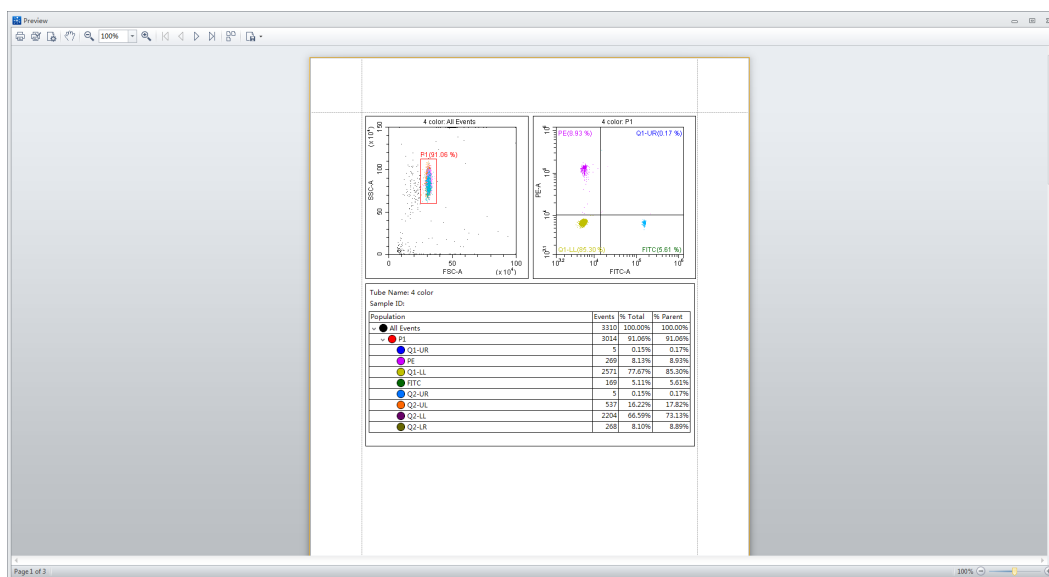 Preview
100%
4 color: All Events
4 color: P1
(x 10⁴)
150
100
50
0
SSC-A
P1(91.06 %)
0 50 100
FSC-A (x 10⁴)
PE(8.93 %) Q1-UR(0.17 %)
PE-A
Q1-LL(85.30%) FITC(5.61 %)
10⁴ 10⁵ 10⁶
FITC-A
Tube Name: 4 color
Sample ID:
Population Events % Total % Parent
All Events 3310 100.00% 100.00%
P1 3014 91.06% 91.06%
Q1-UR 5 0.15% 0.17%
PE 269 8.13% 8.93%
Q1-LL 2571 77.67% 85.30%
FITC 169 5.11% 5.61%
Q2-UR 5 0.15% 0.17%
Q2-UL 537 16.22% 17.82%
Q2-LL 2204 66.59% 73.13%
Q2-LR 268 8.10% 8.89%
Page 1 of 3
100%